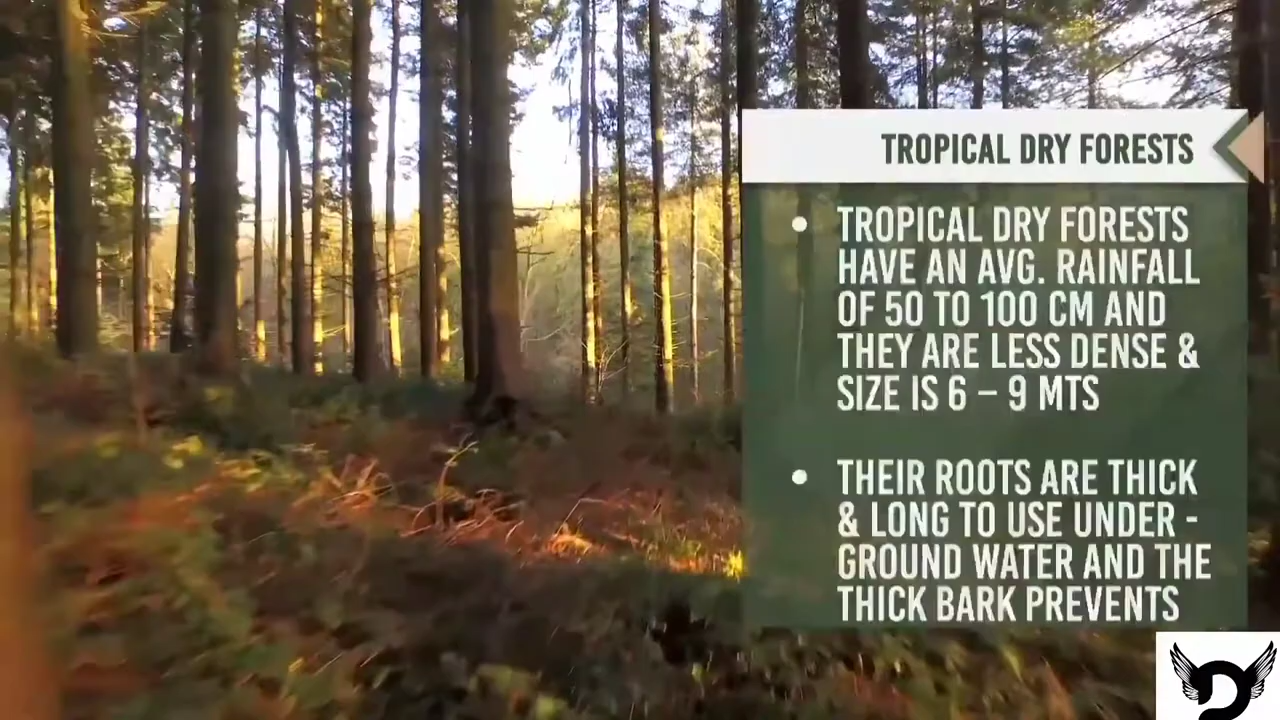 TROPICAL DRY FORESTS
• TROPICAL DRY FORESTS
HAVE AN AVG. RAINFALL
OF 50 TO 100 CM AND
THEY ARE LESS DENSE &
SIZE IS 6 – 9 MTS
• THEIR ROOTS ARE THICK
& LONG TO USE UNDER -
GROUND WATER AND THE
THICK BARK PREVENTS
D